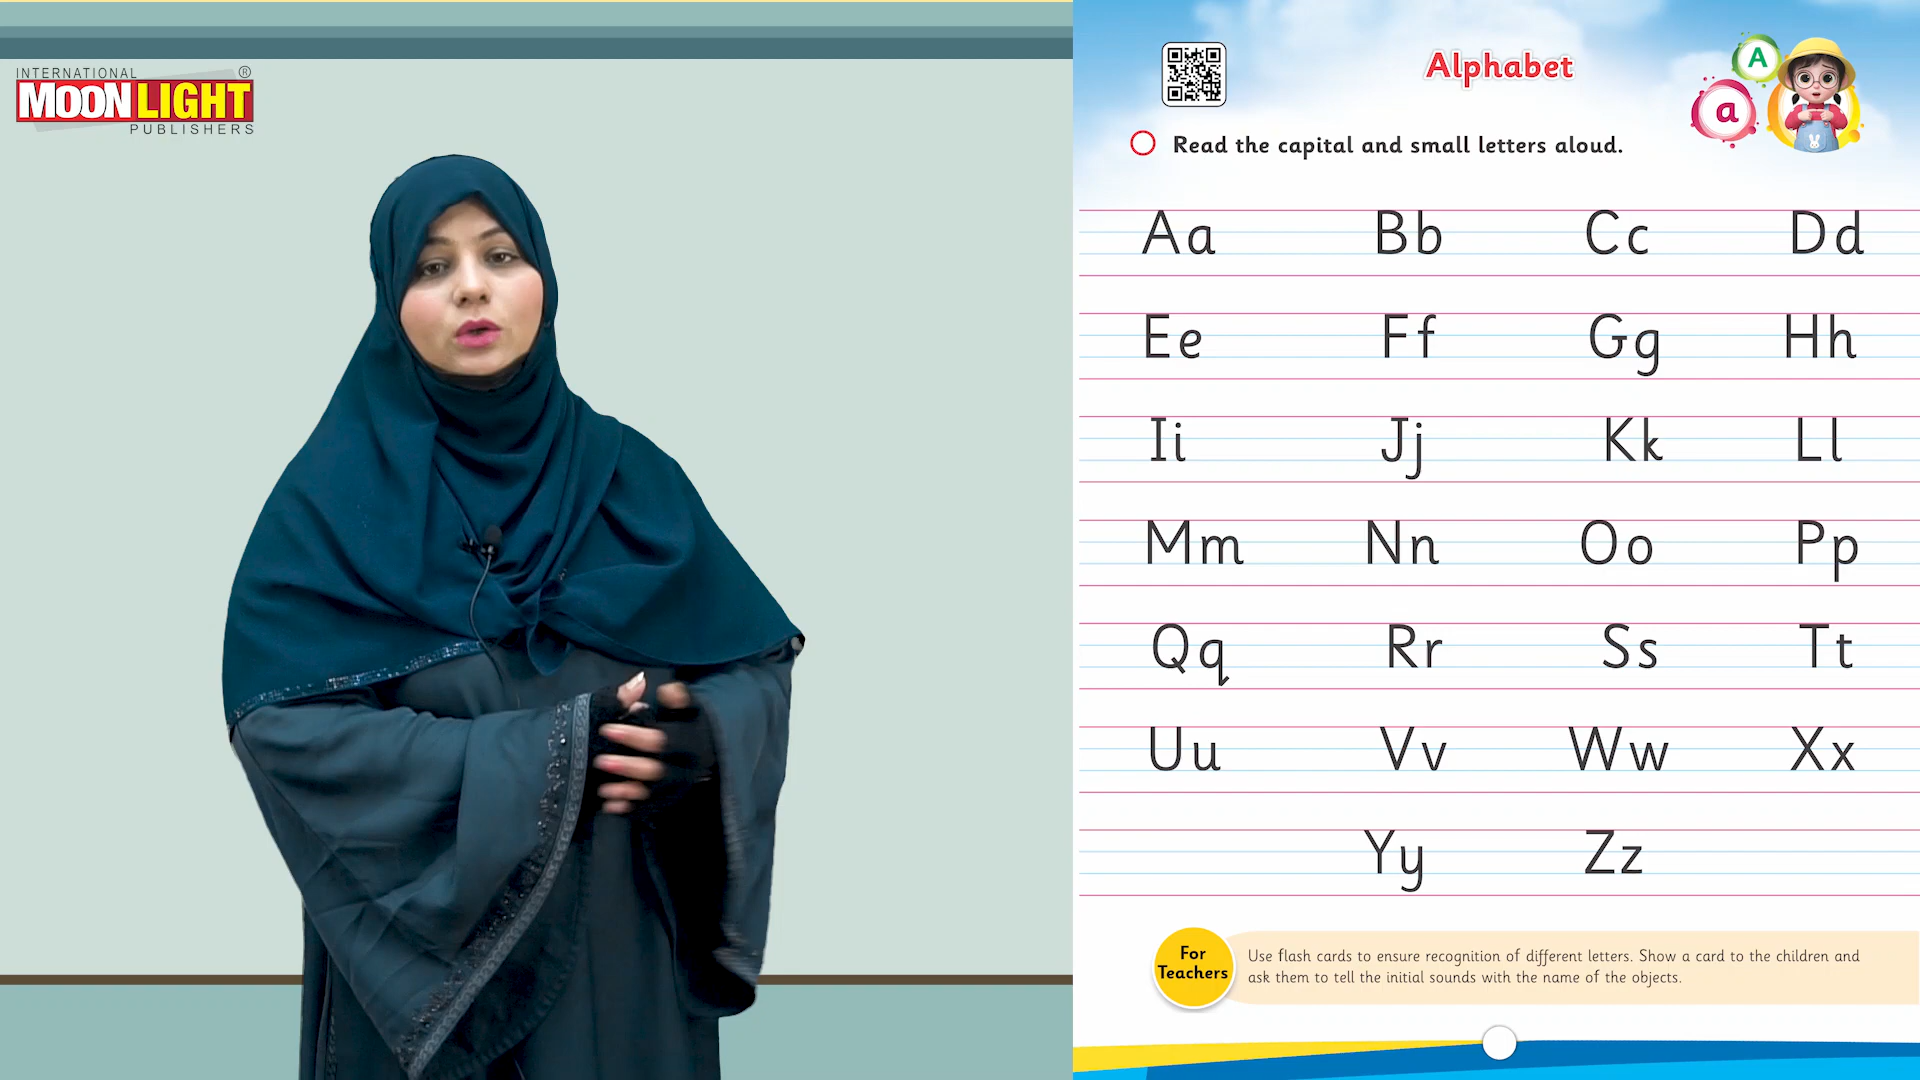 INTERNATIONAL ®
MOONLIGHT
PUBLISHERS
Alphabet
A
a
Read the capital and small letters aloud.
Aa Bb Cc Dd
Ee Ff Gg Hh
Ii Jj Kk Ll
Mm Nn Oo Pp
Qq Rr Ss Tt
Uu Vv Ww Xx
Yy Zz
For
Teachers
Use flash cards to ensure recognition of different letters. Show a card to the children and
ask them to tell the initial sounds with the name of the objects.